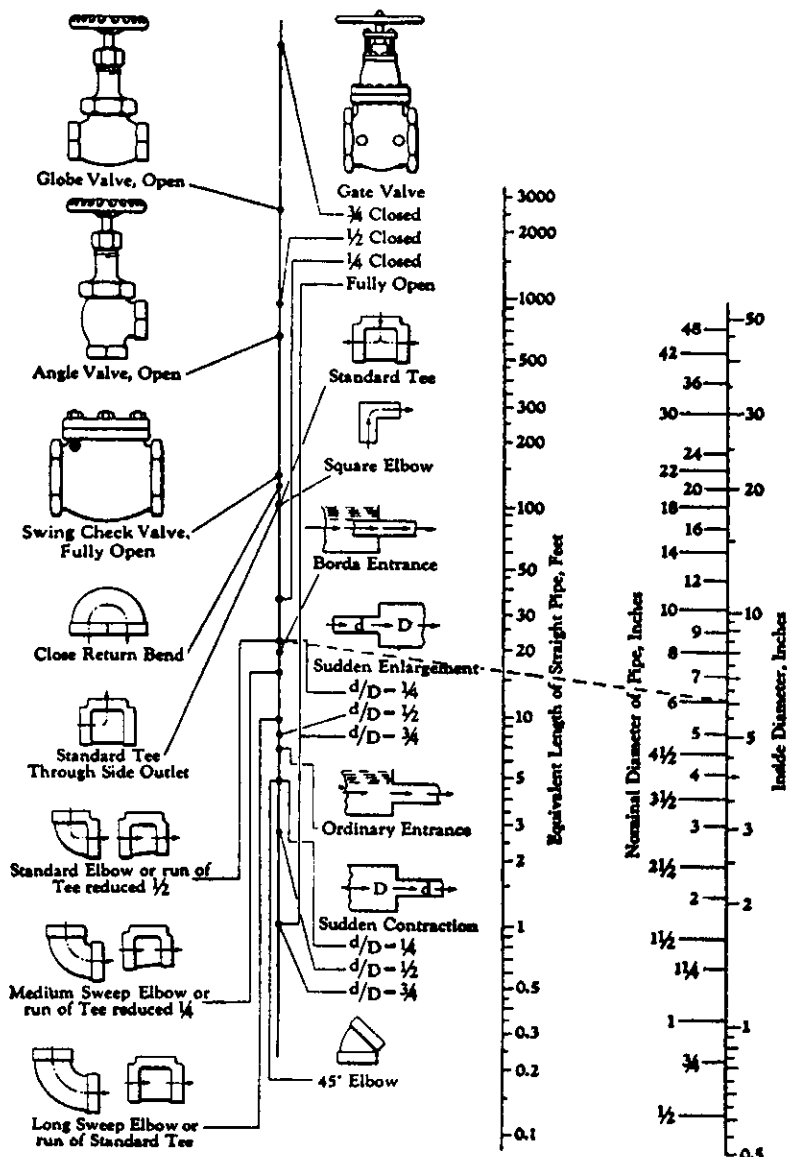 Globe Valve, Open
Angle Valve, Open
Swing Check Valve,
Fully Open
Close Return Bend
Standard Tee
Through Side Outlet
Standard Elbow or run of
Tee reduced ½
Medium Sweep Elbow or
run of Tee reduced ¼
Long Sweep Elbow or
run of Standard Tee
Gate Valve
¾ Closed
½ Closed
¼ Closed
Fully Open
Standard Tee
Square Elbow
Borda Entrance
d D
Sudden Enlargement
d/D-¼
d/D-½
d/D-¾
Ordinary Entrance
D d
Sudden Contraction
d/D-¼
d/D-½
d/D-¾
45° Elbow
3000
2000
1000
500
300
200
100
50
30
20
10
5
3
2
1
0.5
0.3
0.2
0.1
Equivalent Length of Straight Pipe, Feet
48
42
36
30
24
22
20
18
16
14
12
10
9
8
7
6
5
4½
4
3½
3
2½
2
1½
1¼
1
¾
½
Nominal Diameter of Pipe, Inches
50
30
20
10
5
3
2
1
0.5
Inside Diameter, Inches